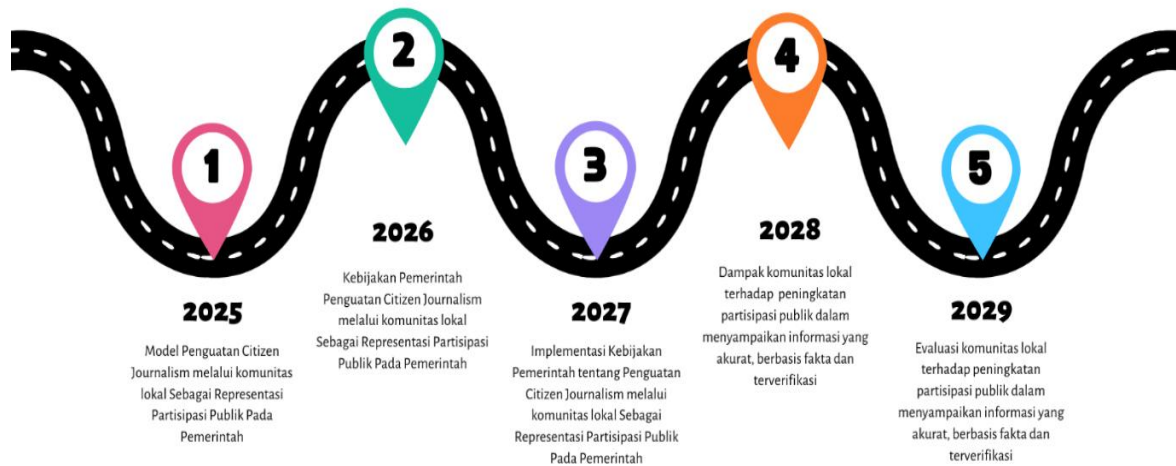 1
2025
Model Penguatan Citizen
Journalism melalui komunitas
lokal Sebagai Representasi
Partisipasi Publik Pada
Pemerintah
2
2026
Kebijakan Pemerintah
Penguatan Citizen Journalism
melalui komunitas lokal
Sebagai Representasi Partisipasi
Publik Pada Pemerintah
3
2027
Implementasi Kebijakan
Pemerintah tentang Penguatan
Citizen Journalism melalui
komunitas lokal Sebagai
Representasi Partisipasi Publik
Pada Pemerintah
4
2028
Dampak komunitas lokal
terhadap peningkatan
partisipasi publik dalam
menyampaikan informasi yang
akurat, berbasis fakta dan
terverifikasi
5
2029
Evaluasi komunitas lokal
terhadap peningkatan
partisipasi publik dalam
menyampaikan informasi yang
akurat, berbasis fakta dan
terverifikasi